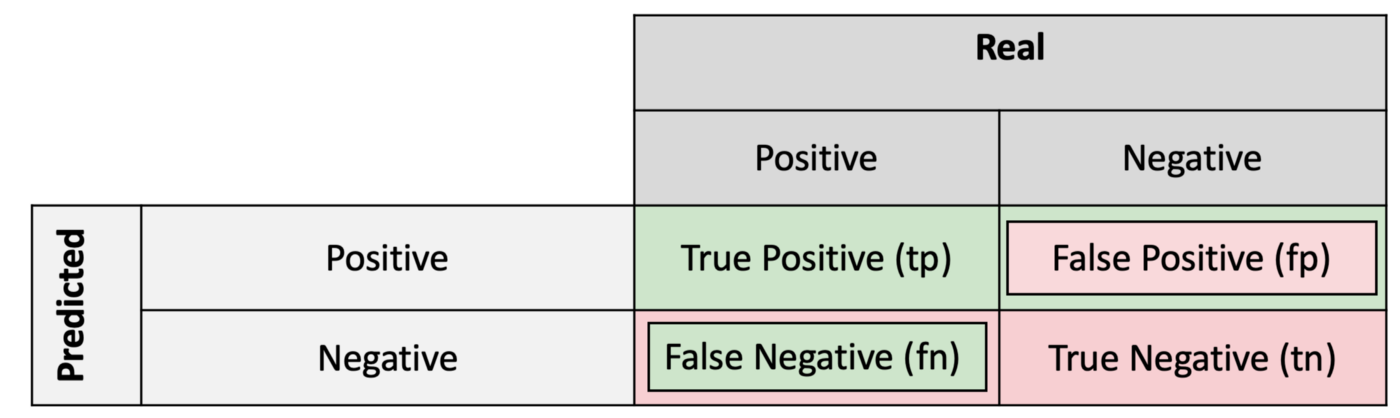 Real
Positive
Negative
Predicted
Positive
True Positive (tp)
False Positive (fp)
Negative
False Negative (fn)
True Negative (tn)